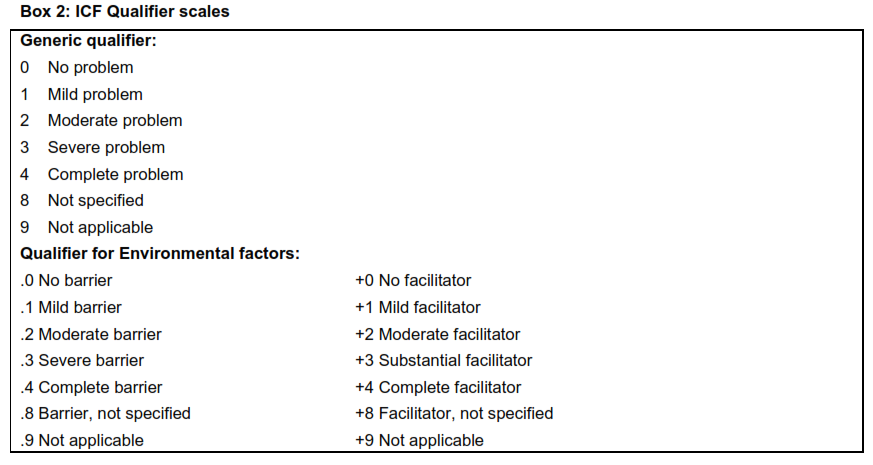 Box 2: ICF Qualifier scales
Generic qualifier:
0 No problem
1 Mild problem
2 Moderate problem
3 Severe problem
4 Complete problem
8 Not specified
9 Not applicable
Qualifier for Environmental factors:
.0 No barrier +0 No facilitator
.1 Mild barrier +1 Mild facilitator
.2 Moderate barrier +2 Moderate facilitator
.3 Severe barrier +3 Substantial facilitator
.4 Complete barrier +4 Complete facilitator
.8 Barrier, not specified +8 Facilitator, not specified
.9 Not applicable +9 Not applicable